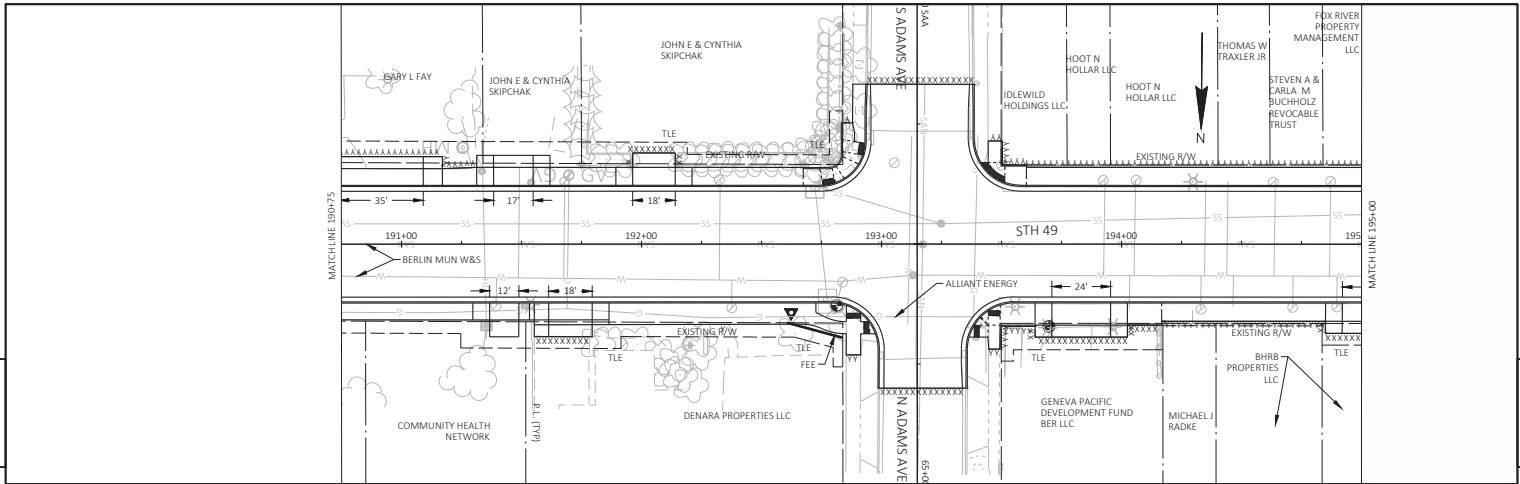 S ADAMS AVE
SAA
FOX RIVER
PROPERTY
MANAGEMENT
LLC
JOHN E & CYNTHIA
SKIPCHAK
THOMAS W
TRAXLER JR
HOOT N
HOLLAR LLC
GARY L FAY
JOHN E & CYNTHIA
SKIPCHAK
HOOT N
HOLLAR LLC
STEVEN A &
CARLA M
BUCHHOLZ
REVOCABLE
TRUST
IDLEWILD
HOLDINGS LLC
N
TLE
TLE
EXISTING R/W
EXISTING R/W
35'
17'
18'
MATCH LINE 190+75
MATCH LINE 195+00
191+00
192+00
193+00
STH 49
194+00
195
BERLIN MUN W&S
12'
18'
ALLIANT ENERGY
24'
EXISTING R/W
EXISTING R/W
TLE
TLE
FEE
TLE
TLE
BHRB
PROPERTIES
LLC
P.L. (TYP)
COMMUNITY HEALTH
NETWORK
DENARA PROPERTIES LLC
N ADAMS AVE
GENEVA PACIFIC
DEVELOPMENT FUND
BER LLC
MICHAEL J
RADKE